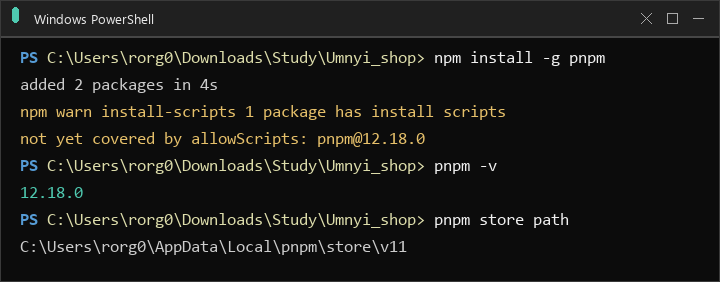 Windows PowerShell
PS C:\Users\rorg0\Downloads\Study\Umnyi_shop> npm install -g pnpm
added 2 packages in 4s
npm warn install-scripts 1 package has install scripts
not yet covered by allowScripts: pnpm@12.18.0
PS C:\Users\rorg0\Downloads\Study\Umnyi_shop> pnpm -v
12.18.0
PS C:\Users\rorg0\Downloads\Study\Umnyi_shop> pnpm store path
C:\Users\rorg0\AppData\Local\pnpm\store\v11